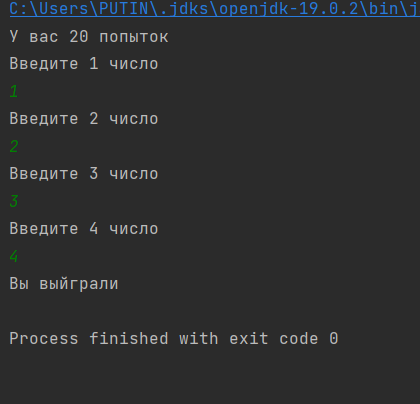 C:\Users\PUTIN\.jdks\openjdk-19.0.2\bin\j
У вас 20 попыток
Введите 1 число
1
Введите 2 число
2
Введите 3 число
3
Введите 4 число
4
Вы выйграли
Process finished with exit code 0